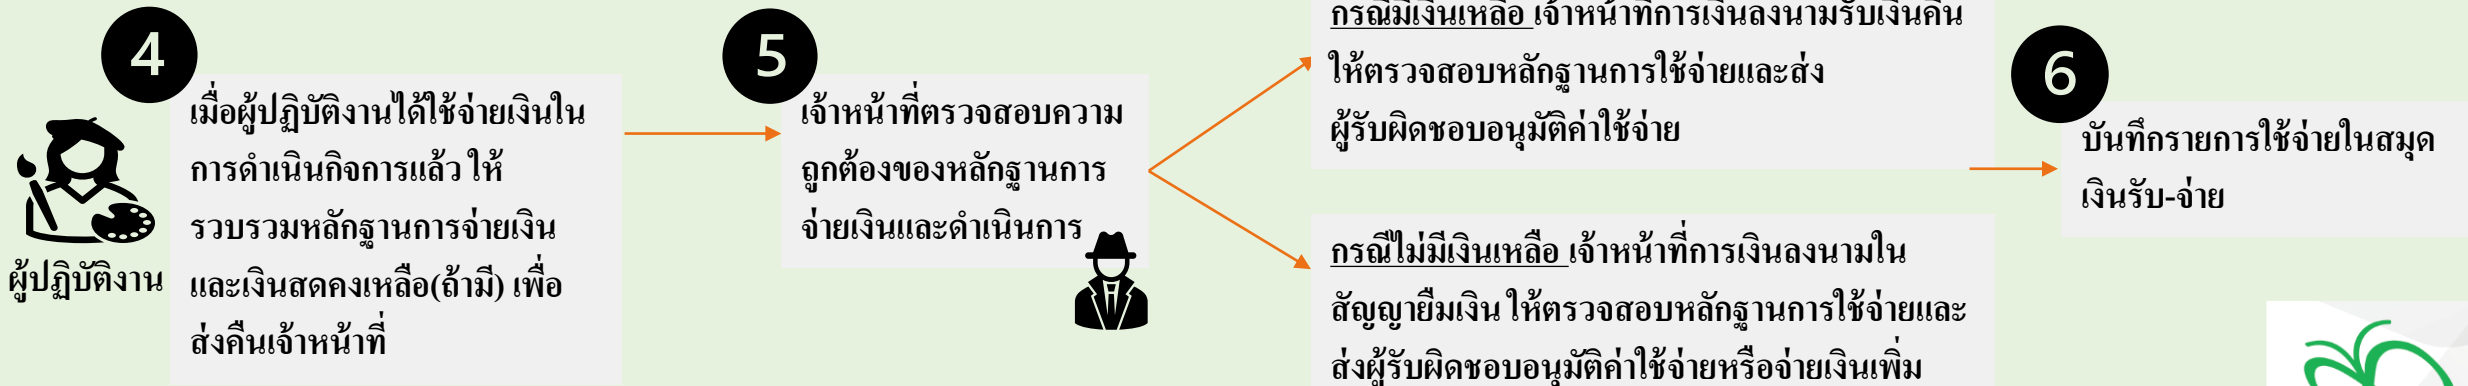 4
เมื่อผู้ปฏิบัติงานได้ใช้จ่ายเงินใน
การดำเนินกิจการแล้ว ให้
รวบรวมหลักฐานการจ่ายเงิน
และเงินสดคงเหลือ(ถ้ามี) เพื่อ
ส่งคืนเจ้าหน้าที่
ผู้ปฏิบัติงาน
5
เจ้าหน้าที่ตรวจสอบความ
ถูกต้องของหลักฐานการ
จ่ายเงินและดำเนินการ
กรณีมีเงินเหลือ เจ้าหน้าที่การเงินลงนามรับเงินคืน
ให้ตรวจสอบหลักฐานการใช้จ่ายและส่ง
ผู้รับผิดชอบอนุมัติค่าใช้จ่าย
กรณีไม่มีเงินเหลือ เจ้าหน้าที่การเงินลงนามใน
สัญญายืมเงิน ให้ตรวจสอบหลักฐานการใช้จ่ายและ
ส่งผู้รับผิดชอบอนุมัติค่าใช้จ่ายหรือจ่ายเงินเพิ่ม
6
บันทึกรายการใช้จ่ายในสมุด
เงินรับ-จ่าย